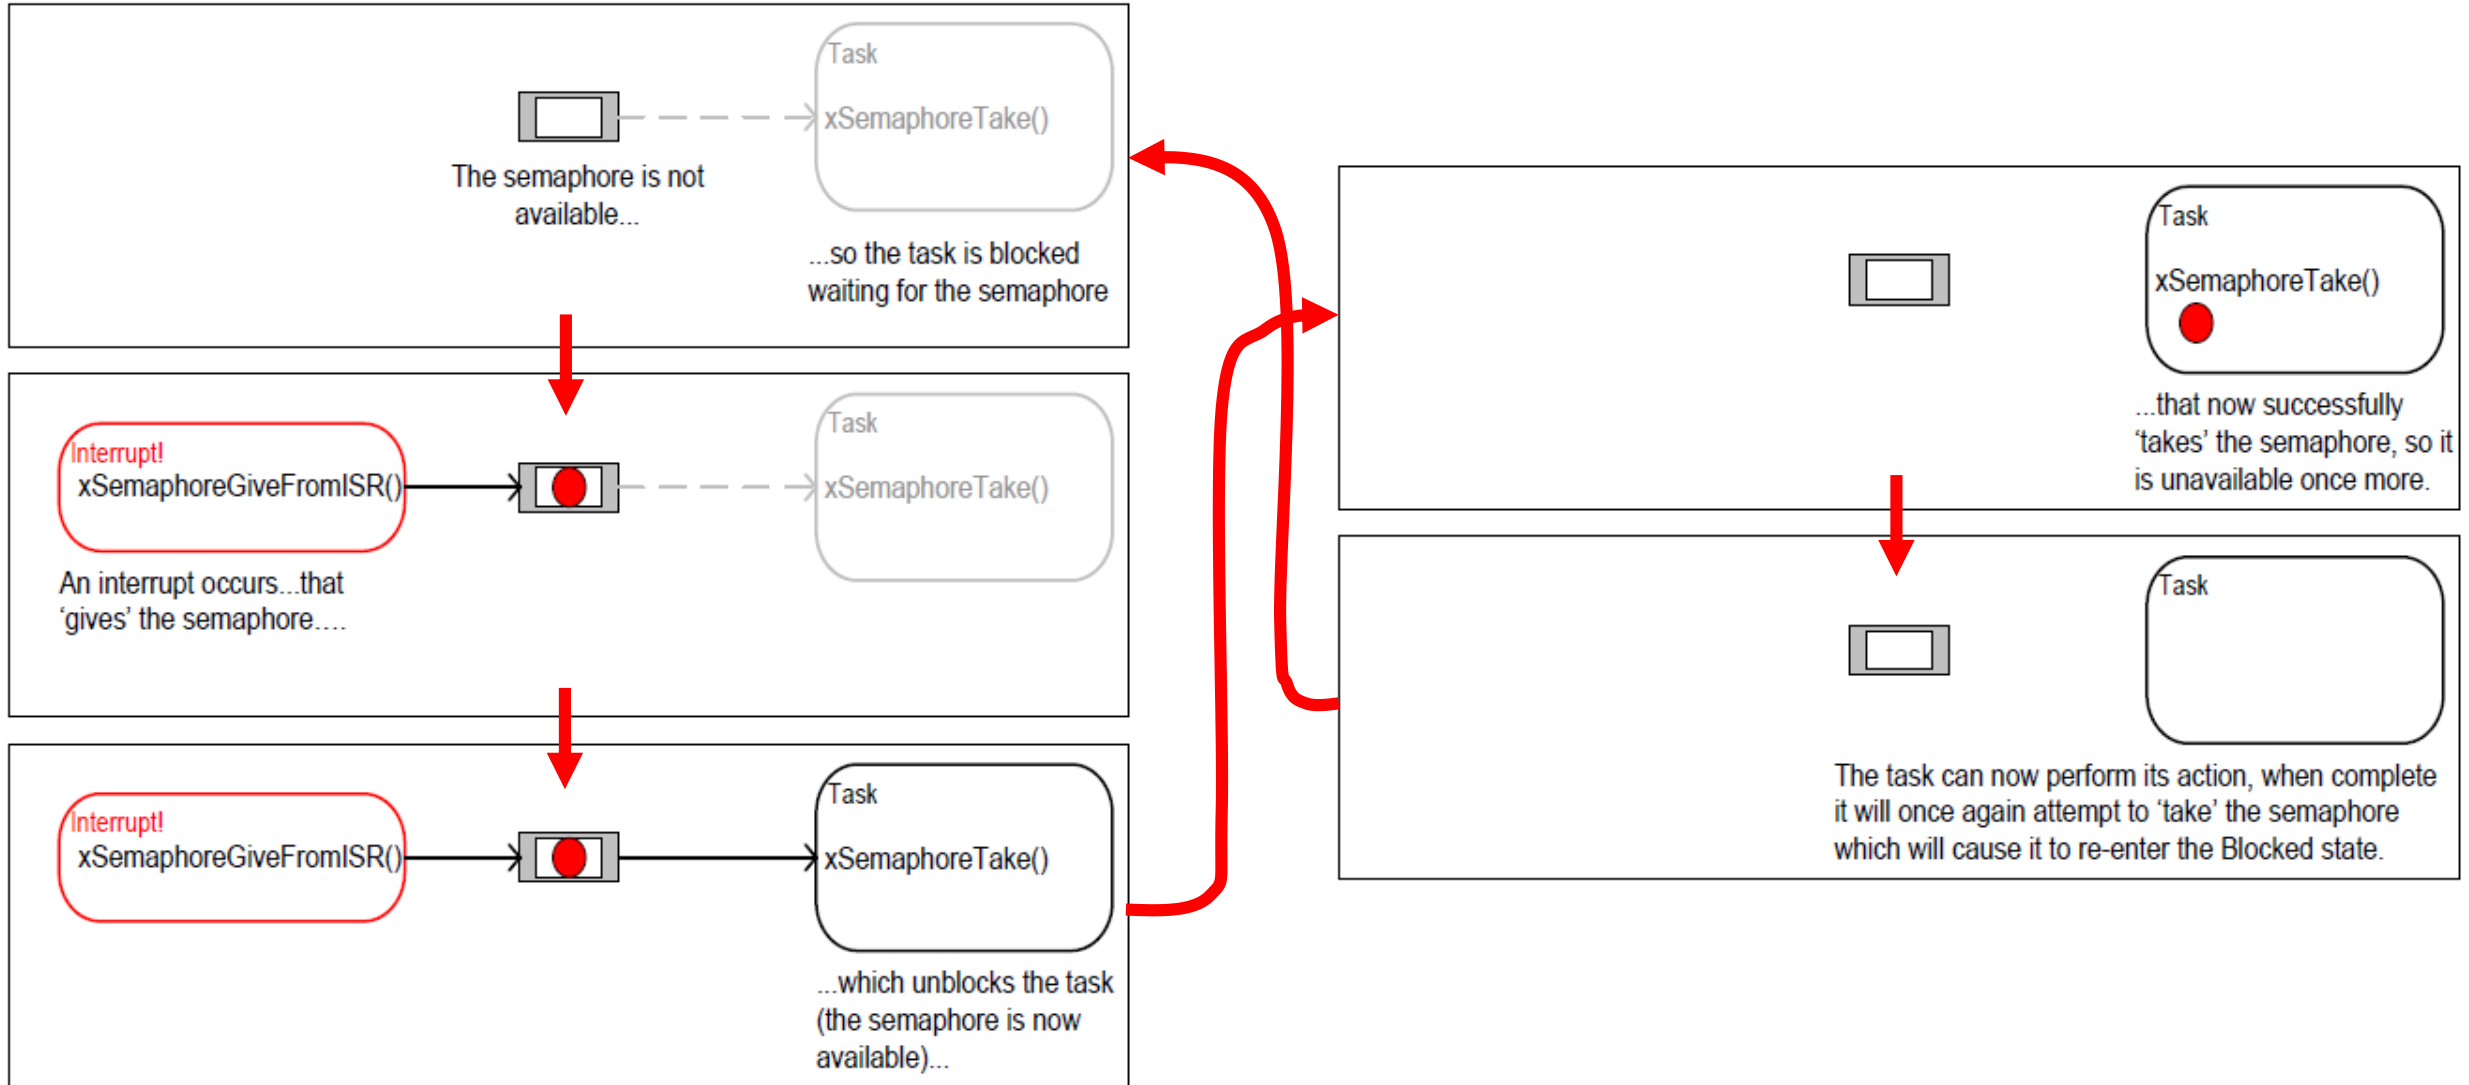 Task
xSemaphoreTake()
The semaphore is not
available...
...so the task is blocked
waiting for the semaphore
Interrupt!
xSemaphoreGiveFromISR()
Task
xSemaphoreTake()
An interrupt occurs...that
‘gives’ the semaphore....
Interrupt!
xSemaphoreGiveFromISR()
Task
xSemaphoreTake()
...which unblocks the task
(the semaphore is now
available)...
Task
xSemaphoreTake()
...that now successfully
‘takes’ the semaphore, so it
is unavailable once more.
Task
The task can now perform its action, when complete
it will once again attempt to ‘take’ the semaphore
which will cause it to re-enter the Blocked state.